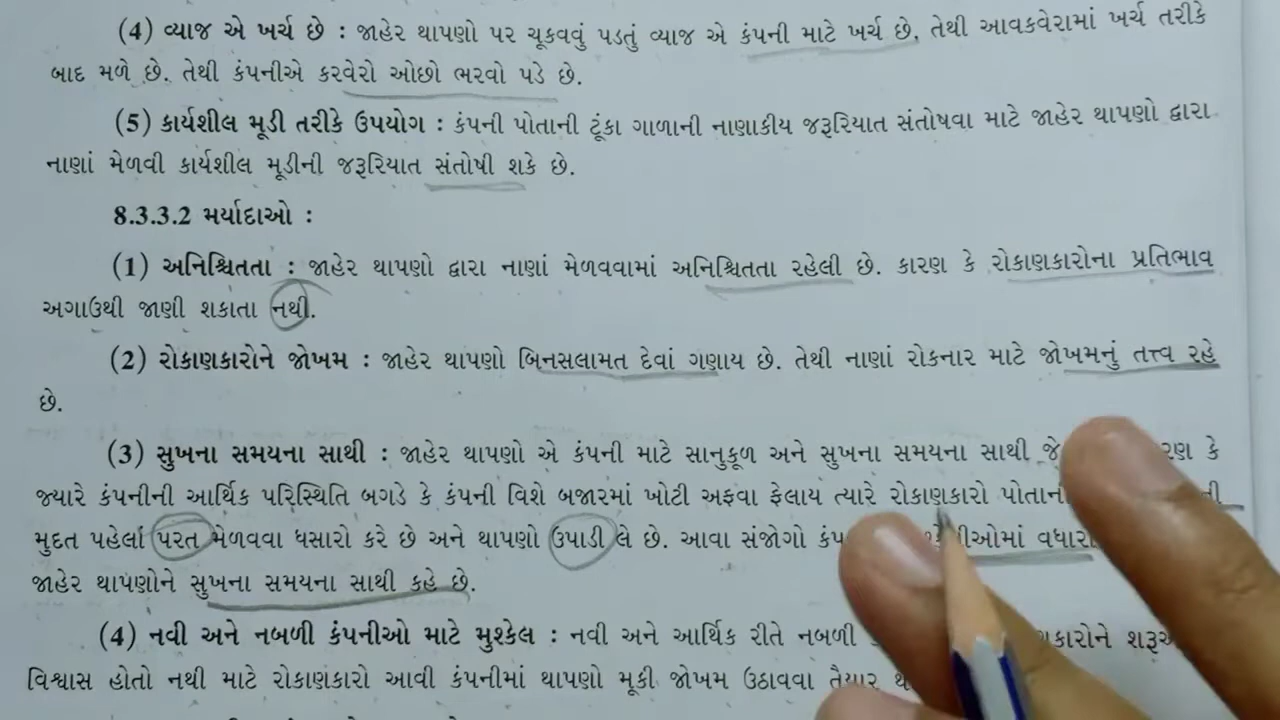 (4) વ્યાજ એ ખર્ચ છે : જાહેર થાપણો પર ચૂકવવું પડતું વ્યાજ એ કંપની માટે ખર્ચ છે, તેથી આવકવેરામાં ખર્ચ તરીકે
બાદ મળે છે. તેથી કંપનીએ કરવેરો ઓછો ભરવો પડે છે.
(5) કાર્યશીલ મૂડી તરીકે ઉપયોગ : કંપની પોતાની ટૂંકા ગાળાની નાણાકીય જરૂરિયાત સંતોષવા માટે જાહેર થાપણો દ્વારા
નાણાં મેળવી કાર્યશીલ મૂડીની જરૂરિયાત સંતોષી શકે છે.
8.3.3.2 મર્યાદાઓ :
(1) અનિશ્ચિતતા : જાહેર થાપણો દ્વારા નાણાં મેળવવામાં અનિશ્ચિતતા રહેલી છે. કારણ કે રોકાણકારોના પ્રતિભાવ
અગાઉથી જાણી શકાતા નથી.
(2) રોકાણકારોને જોખમ : જાહેર થાપણો બિનસલામત દેવાં ગણાય છે. તેથી નાણાં રોકનાર માટે જોખમનું તત્ત્વ રહે
છે.
(3) સુખના સમયના સાથી : જાહેર થાપણો એ કંપની માટે સાનુકૂળ અને સુખના સમયના સાથી કે
જ્યારે કંપનીની આર્થિક પરિસ્થિતિ બગડે કે કંપની વિશે બજારમાં ખોટી અફવા ફેલાય ત્યારે રોકાણકારો
મુદત પહેલાં પરત મેળવવા ધસારો કરે છે અને થાપણો ઉપાડી લે છે. આવા સંજોગો વધારો
જાહેર થાપણોને સુખના સમયના સાથી કહે છે.
(4) નવી અને નબળી કંપનીઓ માટે મુશ્કેલ : નવી અને આર્થિક રીતે નબળી
વિશ્વાસ હોતો નથી માટે રોકાણકારો આવી કંપનીમાં થાપણો મૂકી જોખમ ઉઠાવવા તૈયાર